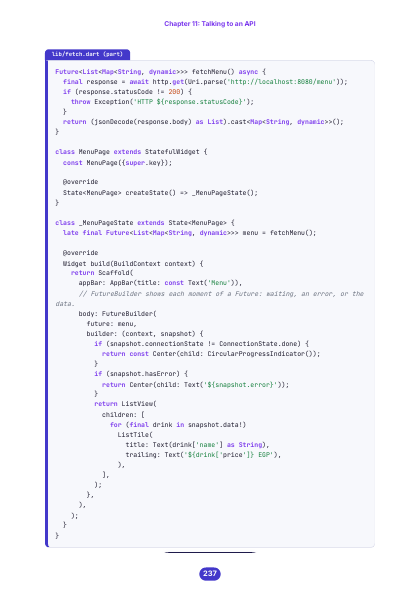 Chapter 11: Talking to an API
lib/fetch.dart (part)
Future<List<Map<String, dynamic>>> fetchMenu() async {
  final response = await http.get(Uri.parse('http://localhost:8080/menu'));
  if (response.statusCode != 200) {
    throw Exception('HTTP ${response.statusCode}');
  }
  return (jsonDecode(response.body) as List).cast<Map<String, dynamic>>();
}

class MenuPage extends StatefulWidget {
  const MenuPage({super.key});

  @override
  State<MenuPage> createState() => _MenuPageState();
}

class _MenuPageState extends State<MenuPage> {
  late final Future<List<Map<String, dynamic>>> menu = fetchMenu();

  @override
  Widget build(BuildContext context) {
    return Scaffold(
      appBar: AppBar(title: const Text('Menu')),
      // FutureBuilder shows each moment of a Future: waiting, an error, or the
data.
      body: FutureBuilder(
        future: menu,
        builder: (context, snapshot) {
          if (snapshot.connectionState != ConnectionState.done) {
            return const Center(child: CircularProgressIndicator());
          }
          if (snapshot.hasError) {
            return Center(child: Text('${snapshot.error}'));
          }
          return ListView(
            children: [
              for (final drink in snapshot.data!)
                ListTile(
                  title: Text(drink['name'] as String),
                  trailing: Text('${drink['price']} EGP'),
                ),
            ],
          );
        },
      ),
    );
  }
}
237